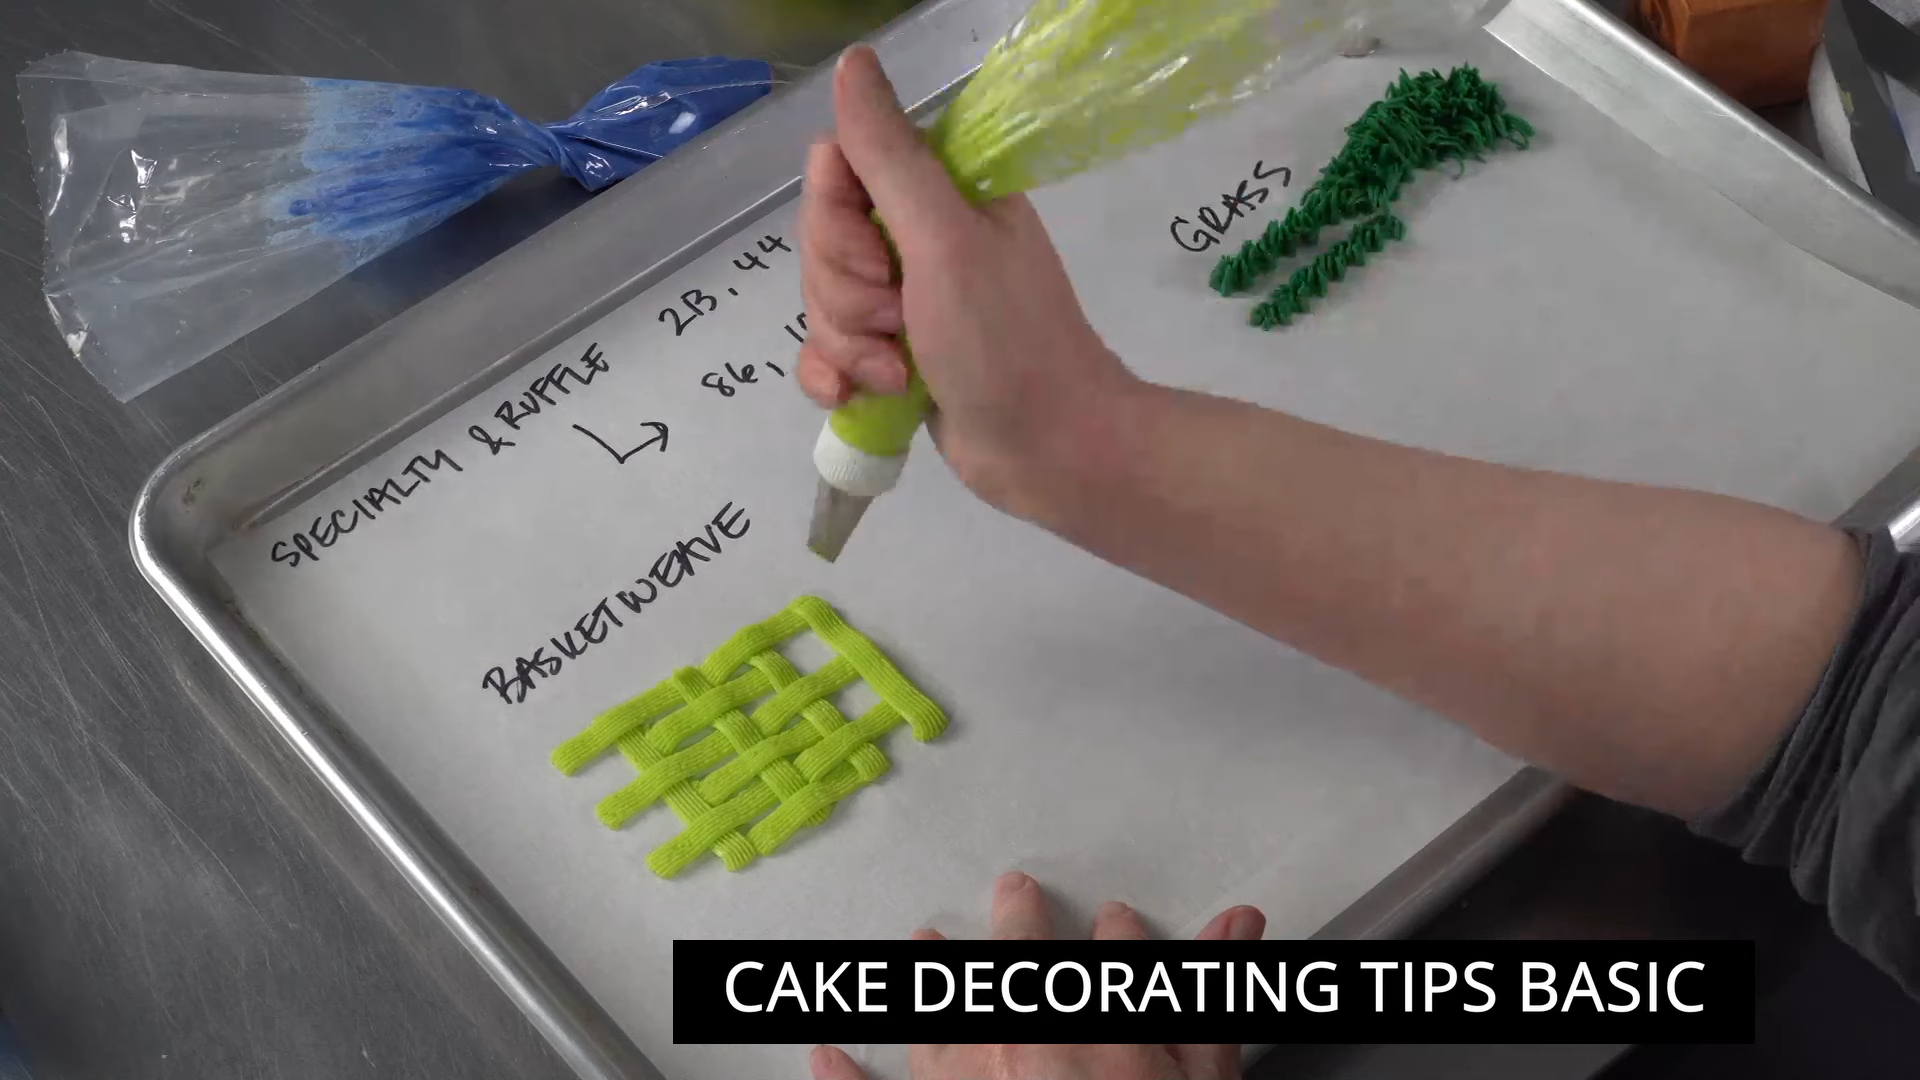 SPECIALTY & RUFFLE 2B, 44
86,
BASKETWEAVE
GRASS
CAKE DECORATING TIPS BASIC